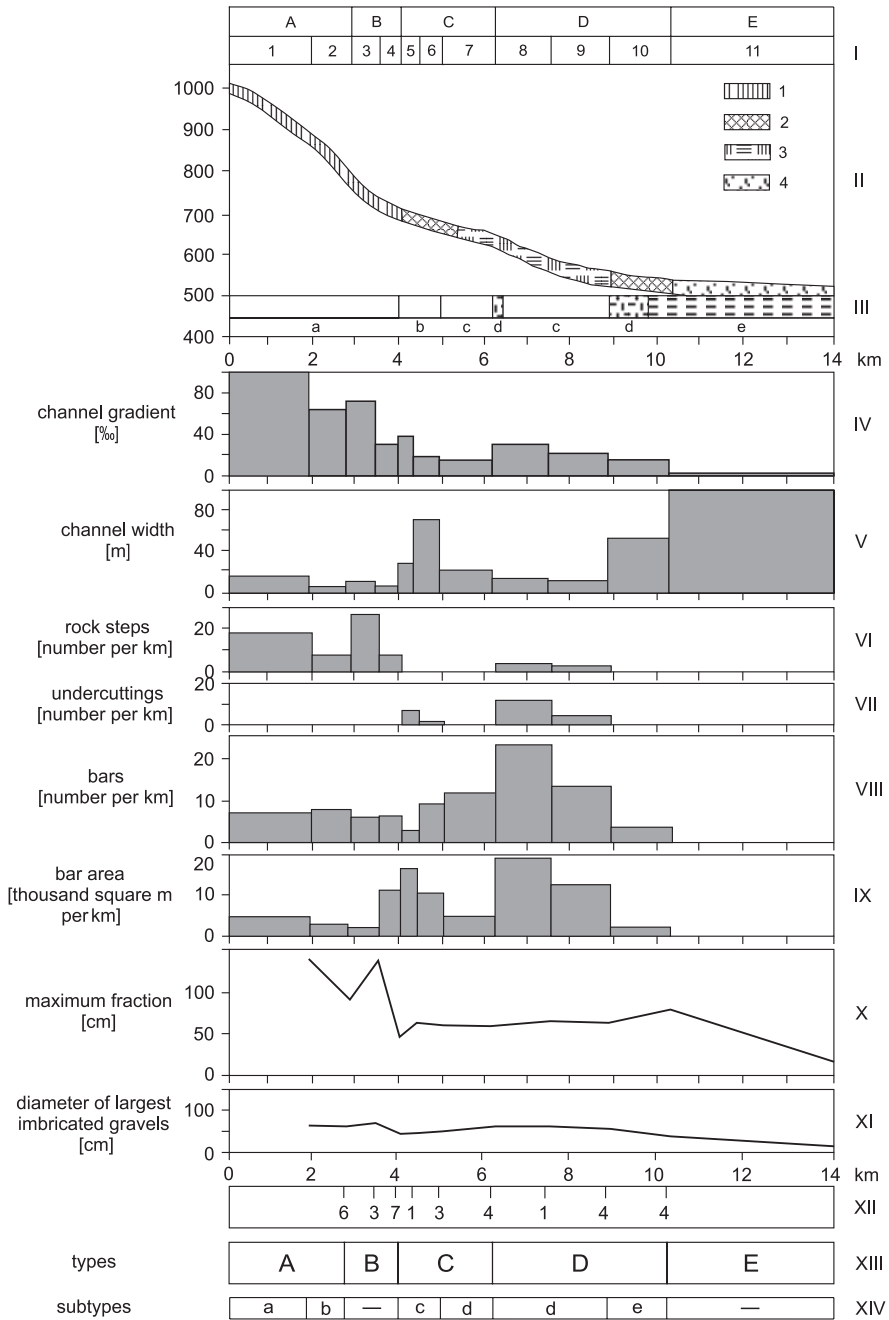 A B C D E
1 2 3 4 5 6 7 8 9 10 11 I
1000
900
800
700
600
500
400
1
2
3
4
II
III
a b c d c d e
0 2 4 6 8 10 12 14 km
channel gradient
[‰]
80
40
0
IV
channel width
[m]
80
40
0
V
rock steps
[number per km]
20
0
VI
undercuttings
[number per km]
20
0
VII
bars
[number per km]
20
10
0
VIII
bar area
[thousand square m
per km]
20
10
0
IX
maximum fraction
[cm]
100
50
0
X
diameter of largest
imbricated gravels
[cm]
100
0
XI
0 2 4 6 8 10 12 14 km
6 3 7 1 3 4 1 4 4 XII
types A B C D E XIII
subtypes a b — c d d e — XIV